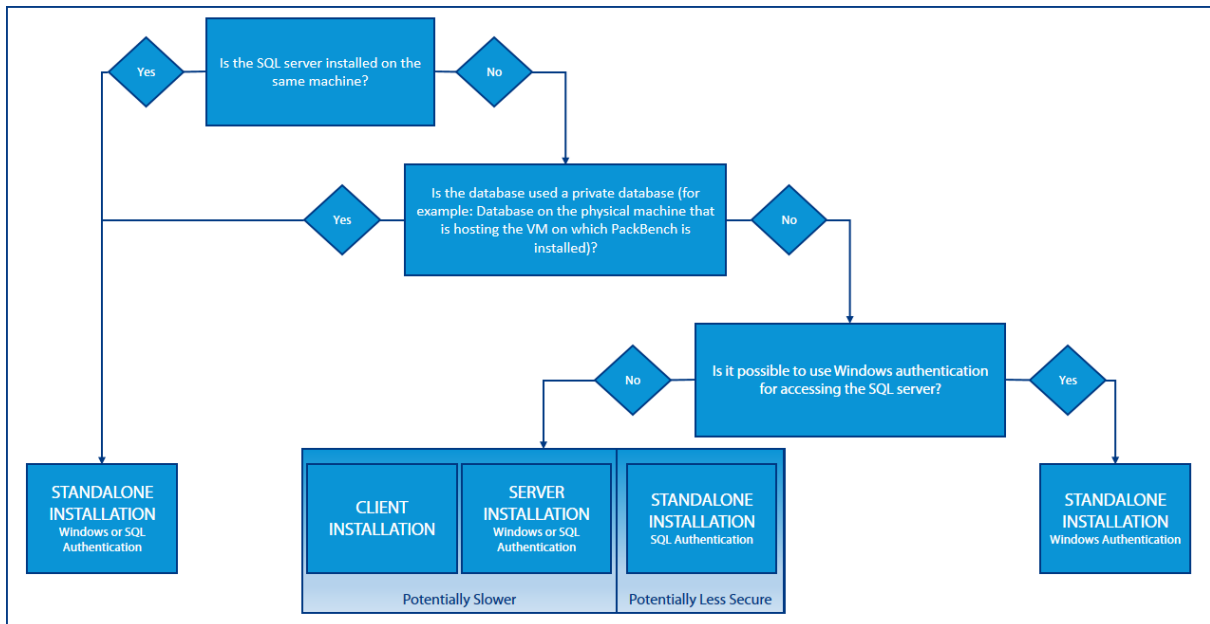 Yes
Is the SQL server installed on the
same machine?
No
Yes
Is the database used a private database (for
example: Database on the physical machine that
is hosting the VM on which PackBench is
installed)?
No
No
Is it possible to use Windows authentication
for accessing the SQL server?
Yes
STANDALONE
INSTALLATION
Windows or SQL
Authentication
CLIENT
INSTALLATION
SERVER
INSTALLATION
Windows or SQL
Authentication
STANDALONE
INSTALLATION
SQL Authentication
STANDALONE
INSTALLATION
Windows Authentication
Potentially Slower
Potentially Less Secure